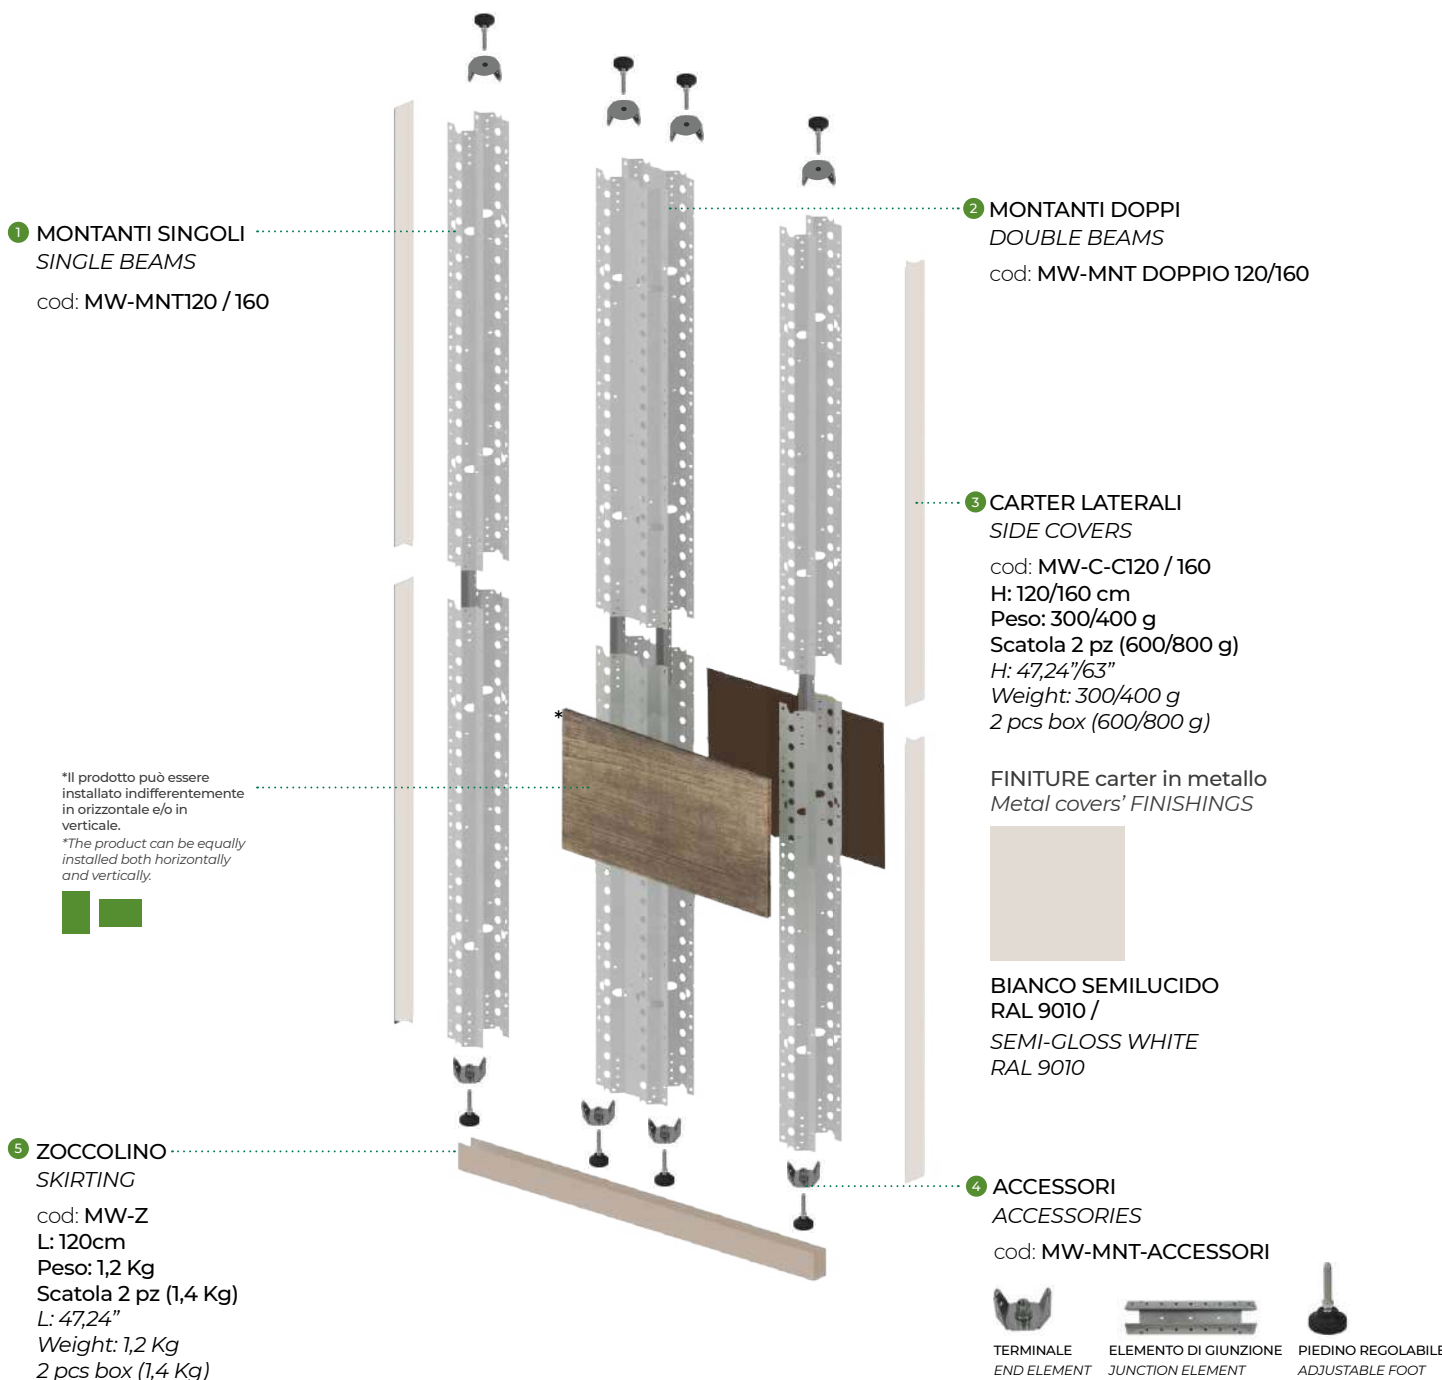 1 MONTANTI SINGOLI
SINGLE BEAMS
cod: MW-MNT120 / 160
2 MONTANTI DOPPI
DOUBLE BEAMS
cod: MW-MNT DOPPIO 120/160
3 CARTER LATERALI
SIDE COVERS
cod: MW-C-C120 / 160
H: 120/160 cm
Peso: 300/400 g
Scatola 2 pz (600/800 g)
H: 47,24”/63”
Weight: 300/400 g
2 pcs box (600/800 g)
FINITURE carter in metallo
Metal covers’ FINISHINGS
BIANCO SEMILUCIDO
RAL 9010 /
SEMI-GLOSS WHITE
RAL 9010
*
*Il prodotto può essere
installato indifferentemente
in orizzontale e/o in
verticale.
*The product can be equally
installed both horizontally
and vertically.
5 ZOCCOLINO
SKIRTING
cod: MW-Z
L: 120cm
Peso: 1,2 Kg
Scatola 2 pz (1,4 Kg)
L: 47,24”
Weight: 1,2 Kg
2 pcs box (1,4 Kg)
4 ACCESSORI
ACCESSORIES
cod: MW-MNT-ACCESSORI
TERMINALE
END ELEMENT
ELEMENTO DI GIUNZIONE
JUNCTION ELEMENT
PIEDINO REGOLABILE
ADJUSTABLE FOOT